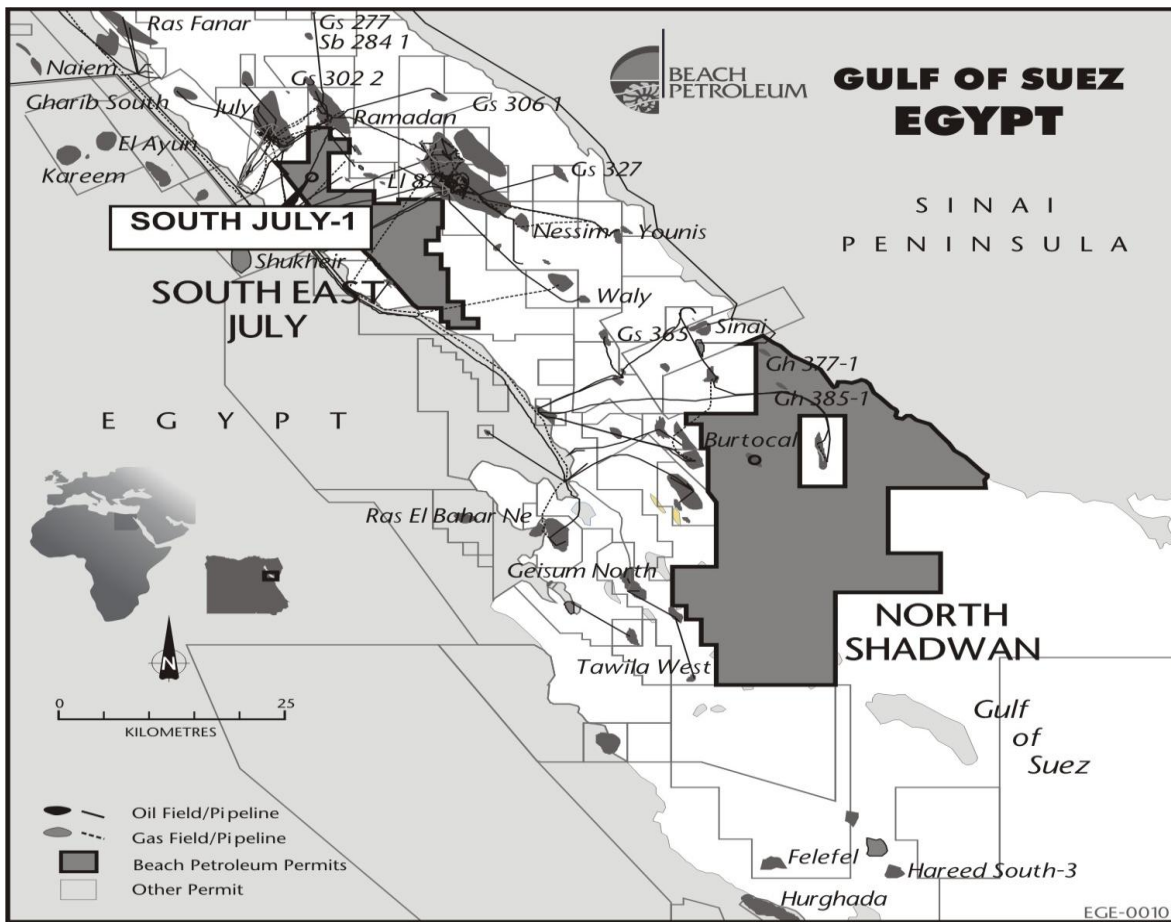 Ras Fanar
Gs 277
Sb 284 1
Naiem
Gs 302 2
Gharib South
July
Ramadan
Gs 306 1
El Ayun
Kareem
Gs 327
SOUTH JULY-1
Nessim
Younis
Shukheir
SOUTH EAST
JULY
Waly
Gs 365
Sinai
Gh 377-1
Gh 385-1
Burtocal
BEACH
PETROLEUM
GULF OF SUEZ
EGYPT
SINAI
PENINSULA
EGYPT
Ras El Bahar Ne
Geisum North
Tawila West
NORTH
SHADWAN
N
0 25
KILOMETRES
Gulf
of
Suez
Oil Field/Pipeline
Gas Field/Pipeline
Beach Petroleum Permits
Other Permit
Felefel
Hareed South-3
Hurghada
EGE-0010